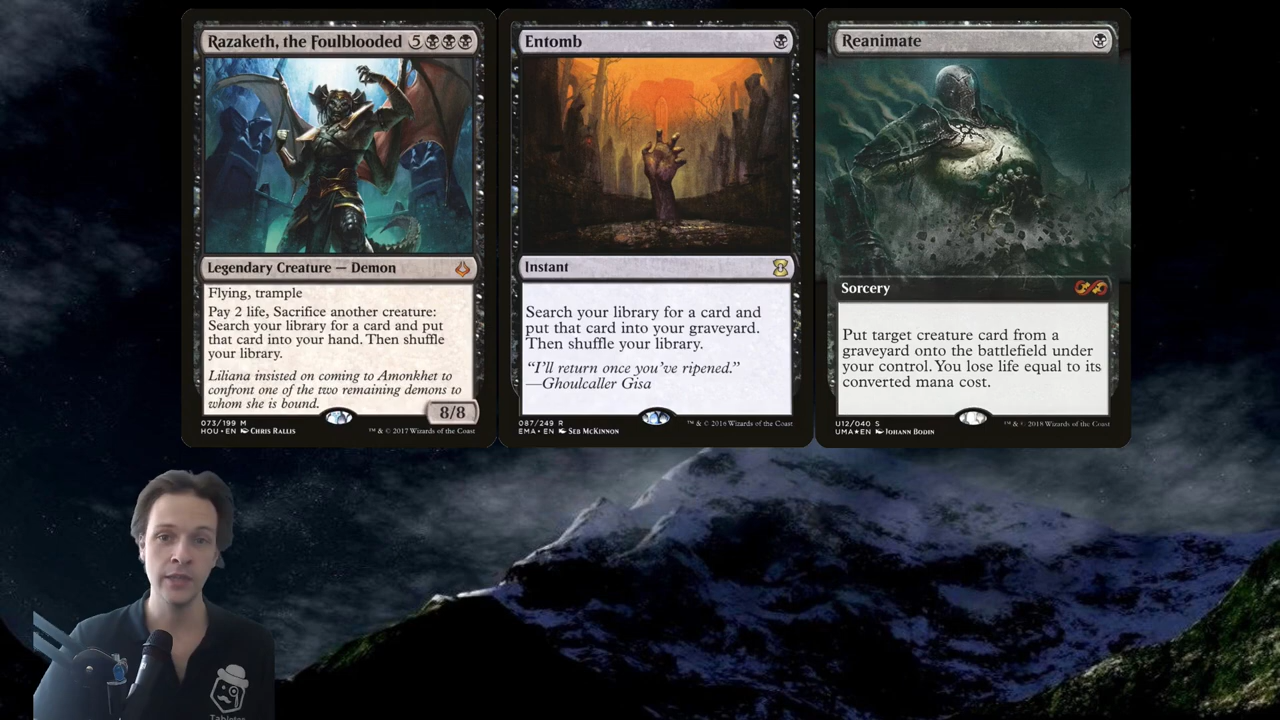 Razaketh, the Foulblooded 5
Flying, trample
Legendary Creature — Demon
Pay 2 life, Sacrifice another creature:
Search your library for a card and put
that card into your hand. Then shuffle
your library.
Liliana insisted on coming to Amonkhet to
confront one of the two remaining demons to
whom she is bound.
8/8
073/199 M
HOU • EN Chris Rallis
™ & © 2017 Wizards of the Coast
Entomb
Instant
Search your library for a card and
put that card into your graveyard.
Then shuffle your library.
“I’ll return once you’ve ripened.”
—Ghoulcaller Gisa
087/249 R
EMA • EN Seb McKinnon
™ & © 2016 Wizards of the Coast
Reanimate
Sorcery
Put target creature card from a
graveyard onto the battlefield under
your control. You lose life equal to its
converted mana cost.
U12/040 S
UMA★EN Johann Bodin
™ & © 2018 Wizards of the Coast